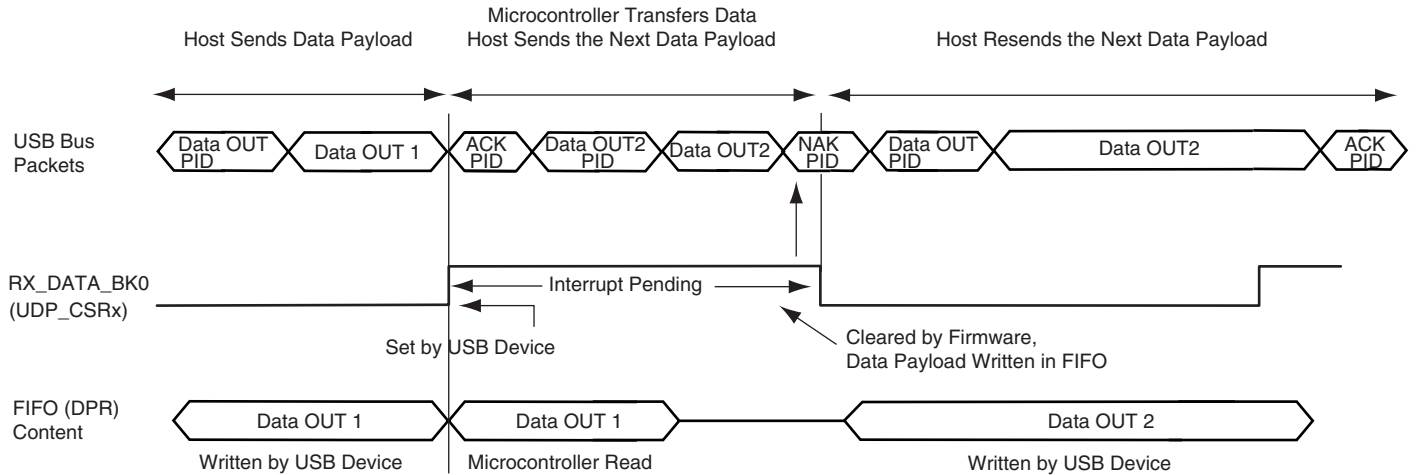 Host Sends Data Payload
Microcontroller Transfers Data
Host Sends the Next Data Payload
Host Resends the Next Data Payload
USB Bus
Packets
Data OUT
PID
Data OUT 1
ACK
PID
Data OUT2
PID
Data OUT2
NAK
PID
Data OUT
PID
Data OUT2
ACK
PID
RX_DATA_BK0
(UDP_CSRx)
Interrupt Pending
Set by USB Device
Cleared by Firmware,
Data Payload Written in FIFO
FIFO (DPR)
Content
Data OUT 1
Data OUT 1
Data OUT 2
Written by USB Device
Microcontroller Read
Written by USB Device